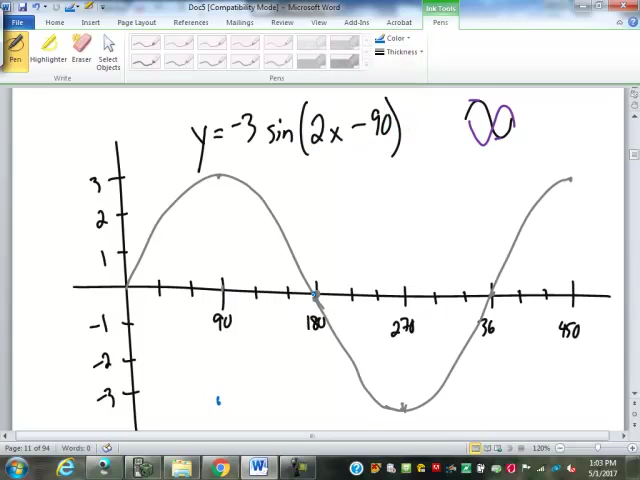 Doc5 [Compatibility Mode] - Microsoft Word
Ink Tools
File Home Insert Page Layout References Mailings Review View Add-Ins Acrobat Pens
Pen Highlighter Eraser Select Objects
Color
Thickness
Write Pens
y = -3 sin(2x - 90)
3
2
1
-1
-2
-3
90 180 270 36 450
Page: 11 of 94 Words: 0 120%
1:03 PM
5/1/2017